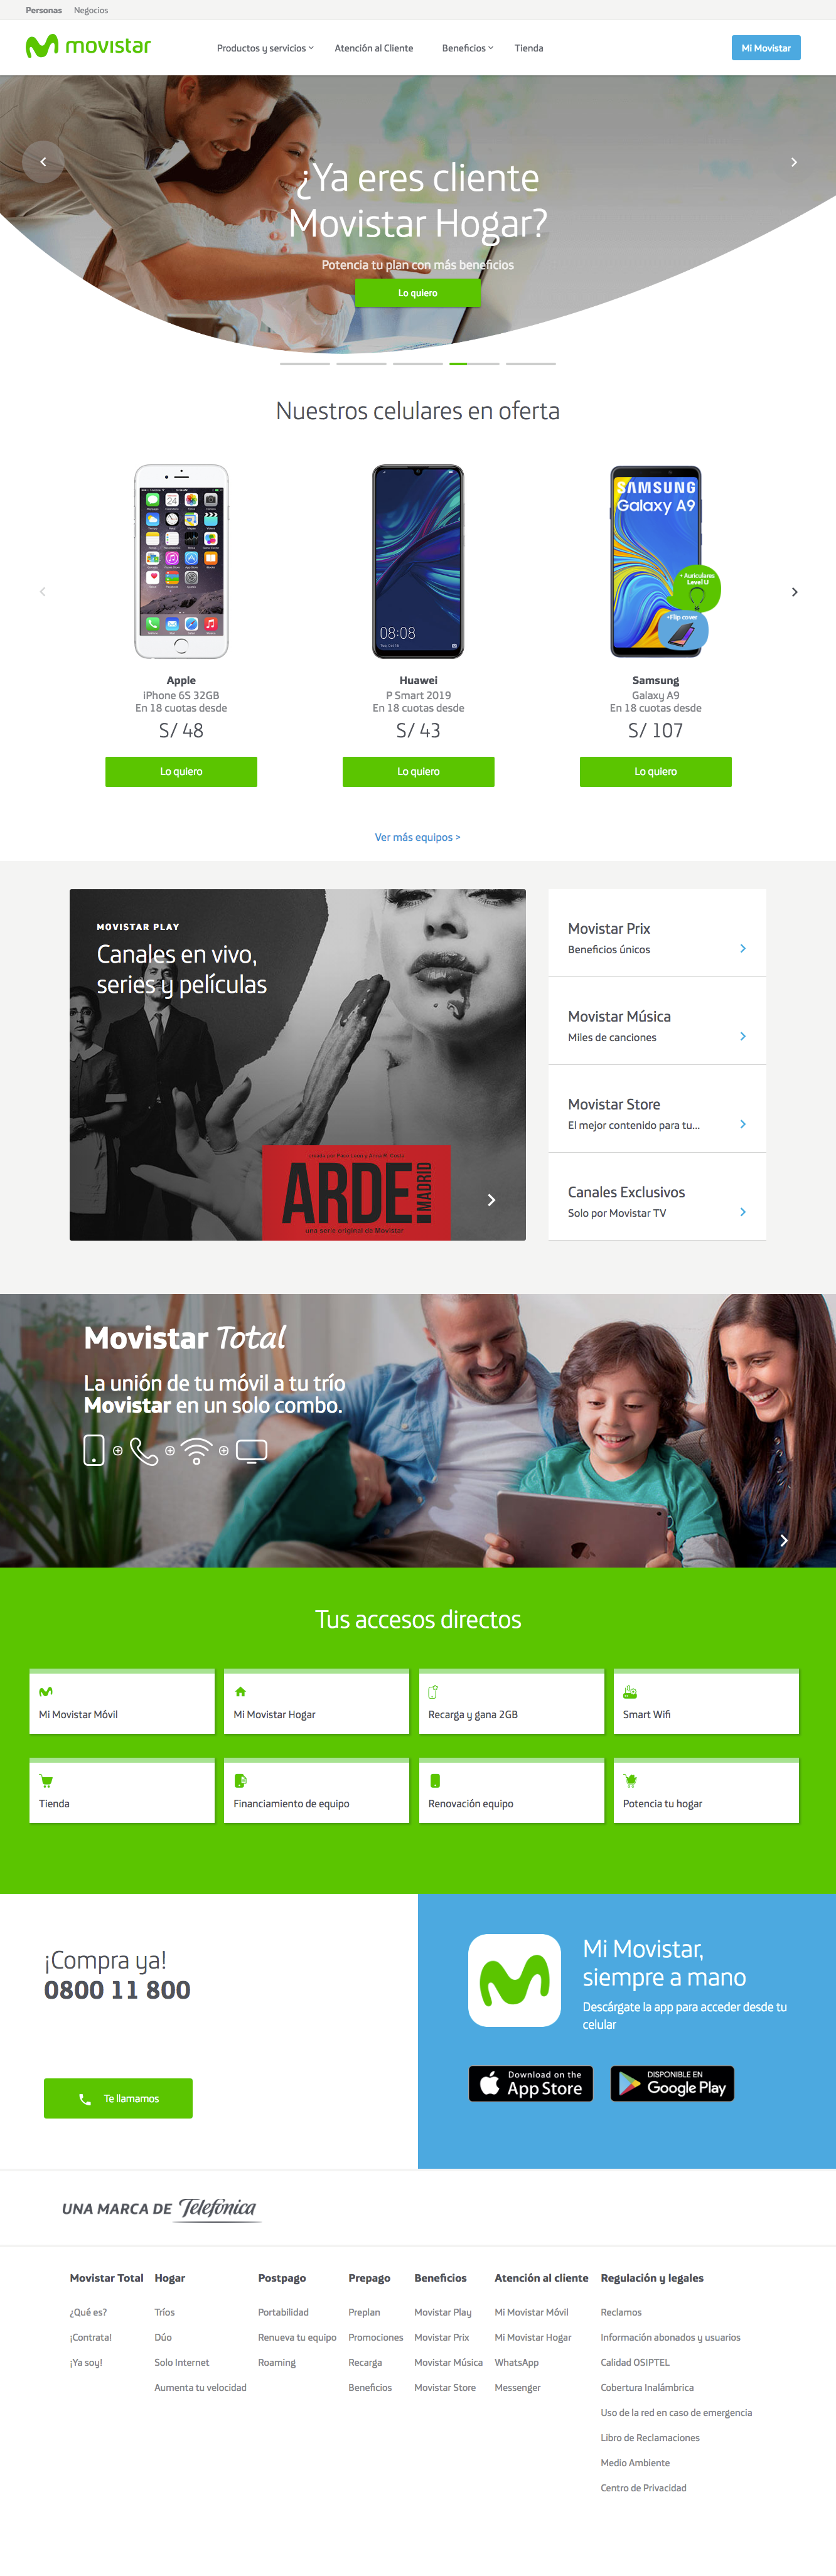 Personas Negocios
movistar
Productos y servicios Atención al Cliente Beneficios Tienda
Mi Movistar
¿Ya eres cliente
Movistar Hogar?
Potencia tu plan con más beneficios
Lo quiero
Nuestros celulares en oferta
08:08
SAMSUNG
Galaxy A9
+ Auriculares
Level U
+Flip cover
Apple
iPhone 6S 32GB
En 18 cuotas desde
S/ 48
Lo quiero
Huawei
P Smart 2019
En 18 cuotas desde
S/ 43
Lo quiero
Samsung
Galaxy A9
En 18 cuotas desde
S/ 107
Lo quiero
Ver más equipos >
MOVISTAR PLAY
Canales en vivo,
series y películas
ARDE
MADRID
una serie original de Movistar
Movistar Prix
Beneficios únicos
Movistar Música
Miles de canciones
Movistar Store
El mejor contenido para tu...
Canales Exclusivos
Solo por Movistar TV
Movistar Total
La unión de tu móvil a tu trío
Movistar en un solo combo.
Tus accesos directos
Mi Movistar Móvil
Mi Movistar Hogar
Recarga y gana 2GB
Smart Wifi
Tienda
Financiamiento de equipo
Renovación equipo
Potencia tu hogar
¡Compra ya!
0800 11 800
Te llamamos
Mi Movistar,
siempre a mano
Descárgate la app para acceder desde tu
celular
Download on the
App Store
DISPONIBLE EN
Google Play
UNA MARCA DE Telefónica
Movistar Total
¿Qué es?
¡Contrata!
¡Ya soy!
Hogar
Tríos
Dúo
Solo Internet
Aumenta tu velocidad
Postpago
Portabilidad
Renueva tu equipo
Roaming
Prepago
Preplan
Promociones
Recarga
Beneficios
Beneficios
Movistar Play
Movistar Prix
Movistar Música
Movistar Store
Atención al cliente
Mi Movistar Móvil
Mi Movistar Hogar
WhatsApp
Messenger
Regulación y legales
Reclamos
Información abonados y usuarios
Calidad OSIPTEL
Cobertura Inalámbrica
Uso de la red en caso de emergencia
Libro de Reclamaciones
Medio Ambiente
Centro de Privacidad